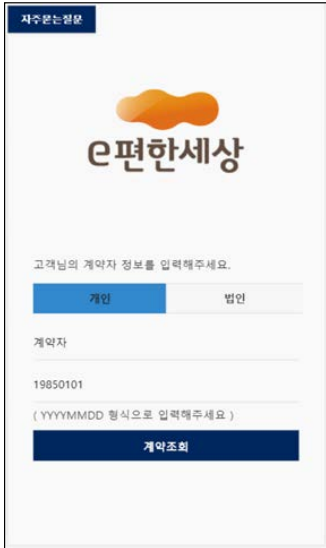 자주묻는질문
e편한세상
고객님의 계약자 정보를 입력해주세요.
개인 법인
계약자
19850101
( YYYYMMDD 형식으로 입력해주세요 )
계약조회